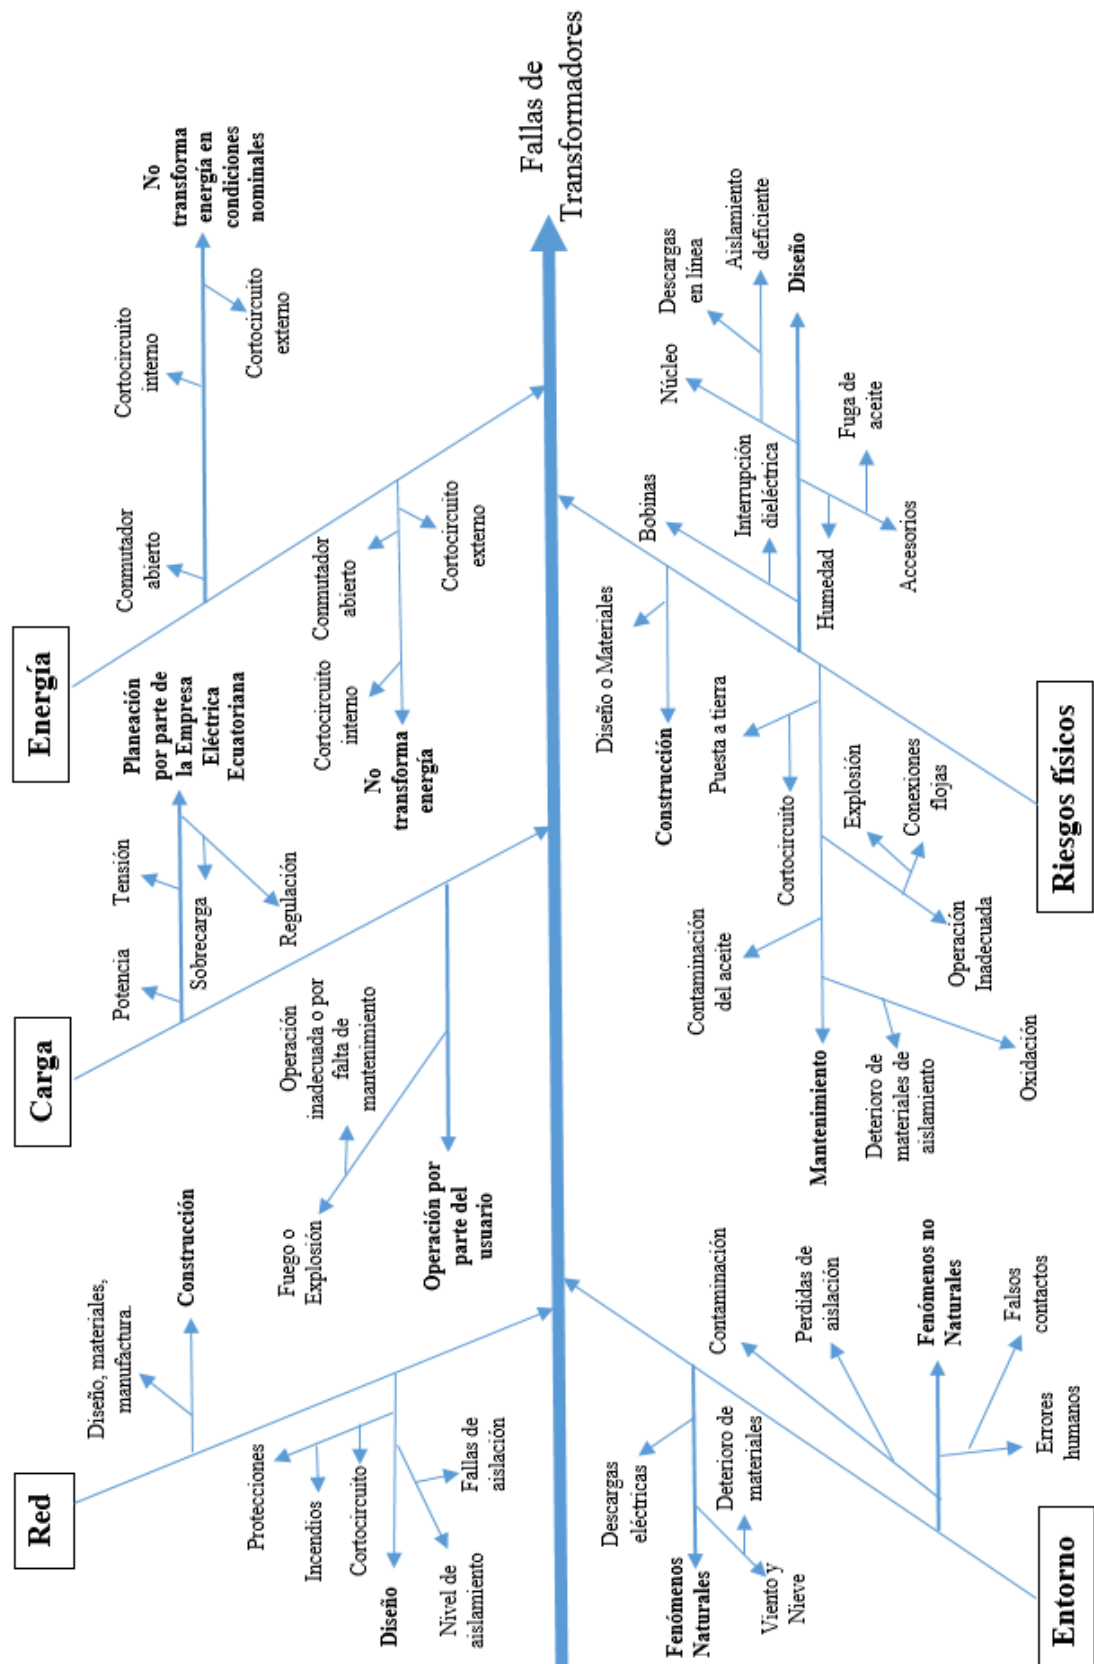 Red
Diseño, materiales,
manufactura.
Construcción
Protecciones
Incendios
Cortocircuito
Diseño
Nivel de
aislamiento
Fallas de
aislación
Carga
Potencia
Tensión
Planeación
por parte de
la Empresa
Eléctrica
Ecuatoriana
Sobrecarga
Regulación
Operación
inadecuada o por
falta de
mantenimiento
Fuego o
Explosión
Operación por
parte del
usuario
Energía
Conmutador
abierto
Cortocircuito
interno
No
transforma
energía en
condiciones
nominales
Cortocircuito
externo
Conmutador
abierto
Cortocircuito
interno
Cortocircuito
externo
No
transforma
energía
Fallas de
Transformadores
Entorno
Descargas
eléctricas
Fenómenos
Naturales
Deterioro de
materiales
Viento y
Nieve
Contaminación
Perdidas de
aislación
Fenómenos no
Naturales
Falsos
contactos
Errores
humanos
Riesgos físicos
Diseño o Materiales
Construcción
Puesta a tierra
Cortocircuito
Contaminación
del aceite
Mantenimiento
Explosión
Conexiones
flojas
Operación
Inadecuada
Deterioro de
materiales de
aislamiento
Oxidación
Bobinas
Interrupción
dieléctrica
Núcleo
Descargas
en línea
Aislamiento
deficiente
Diseño
Humedad
Fuga de
aceite
Accesorios